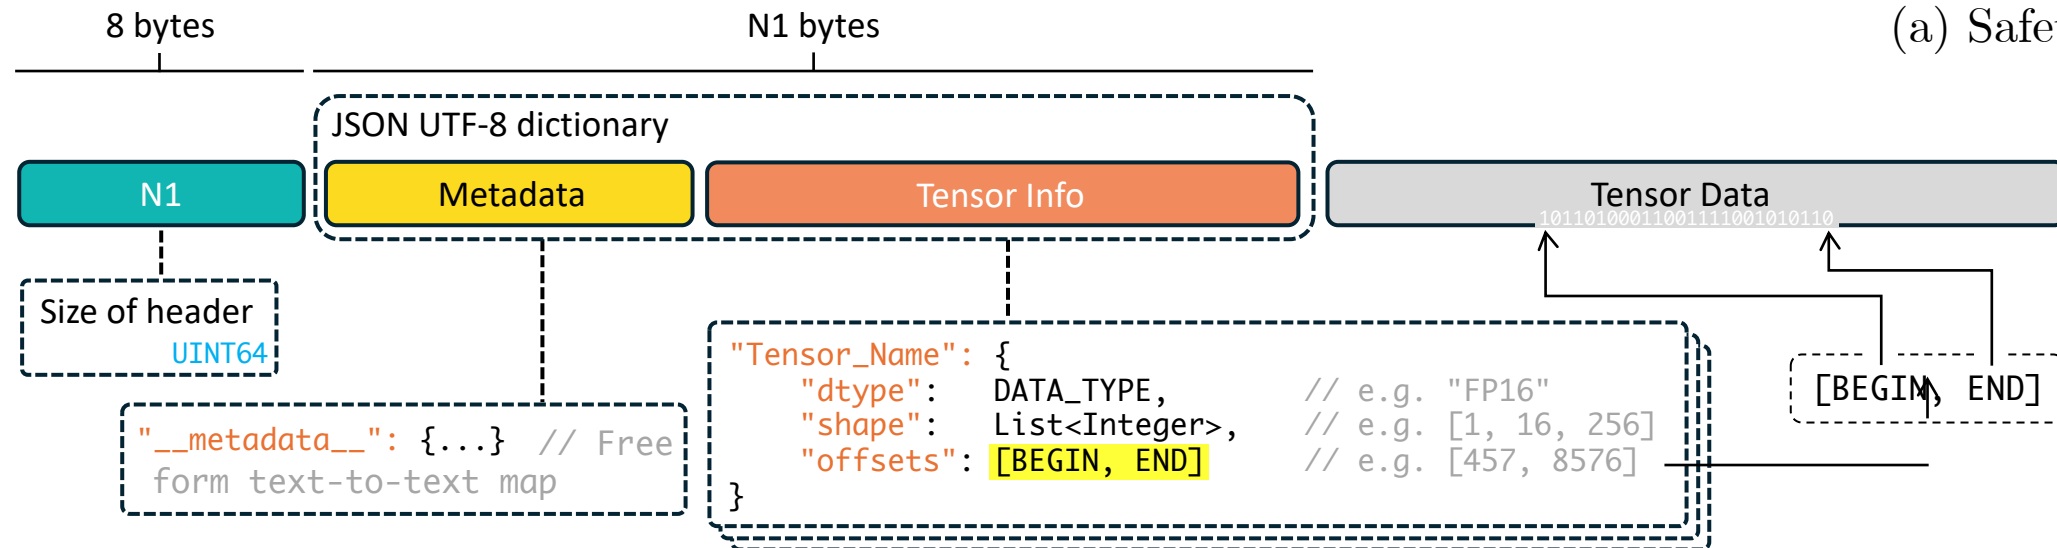 8 bytes
N1 bytes
(a) Safe
JSON UTF-8 dictionary
N1
Metadata
Tensor Info
Tensor Data
1011010001100111100101010110
Size of header
UINT64
"__metadata__": {...} // Free
form text-to-text map
"Tensor_Name": {
"dtype": DATA_TYPE, // e.g. "FP16"
"shape": List<Integer>, // e.g. [1, 16, 256]
"offsets": [BEGIN, END] // e.g. [457, 8576]
}
[BEGIN, END]